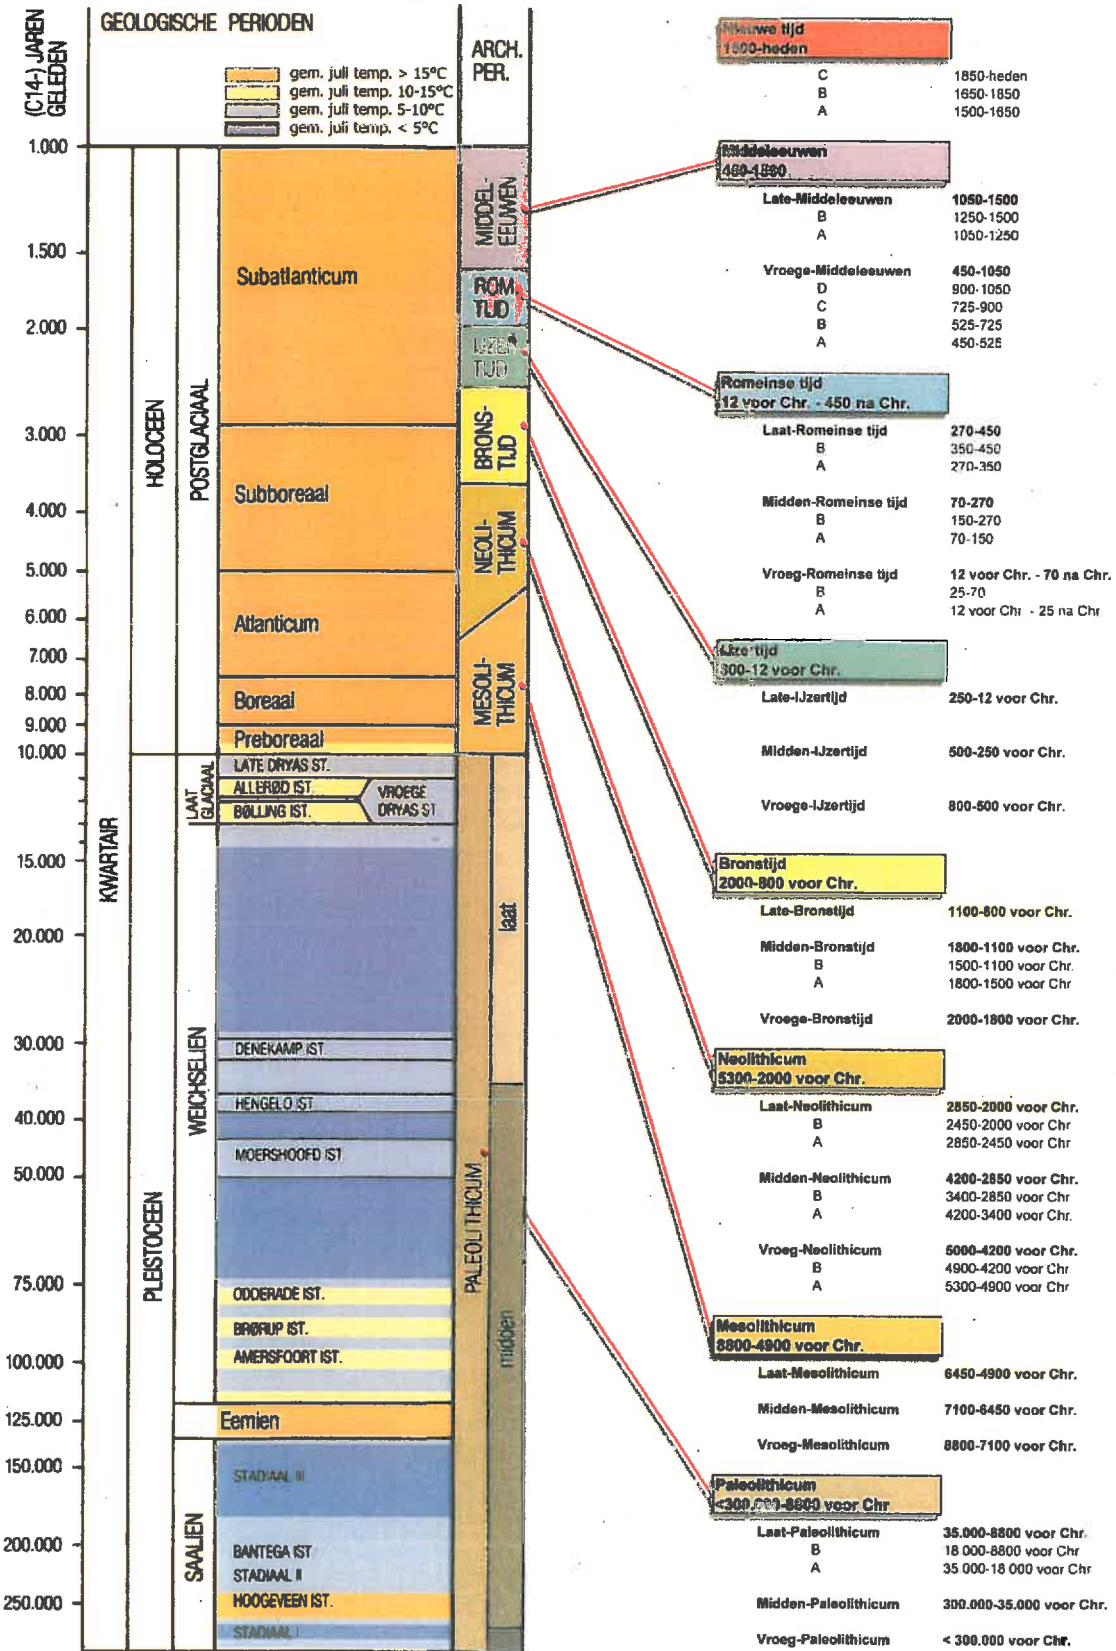 (C14-) JAREN
GELEDEN
GEOLOGISCHE PERIODEN
gem. juli temp. > 15°C
gem. juli temp. 10-15°C
gem. juli temp. 5-10°C
gem. juli temp. < 5°C
ARCH.
PER.
1.000
1.500
2.000
3.000
4.000
5.000
6.000
7.000
8.000
9.000
10.000
15.000
20.000
30.000
40.000
50.000
75.000
100.000
125.000
150.000
200.000
250.000
KWARTAIR
HOLOCEEN
PLEISTOCEEN
POSTGLACIAAL
LAAT
GLACIAAL
WEICHSELIEN
SAALIEN
Subatlanticum
Subboreaal
Atlanticum
Boreaal
Preboreaal
LATE DRYAS ST.
ALLERØD IST.
VROEGE
DRYAS ST
BØLLING IST.
DENEKAMP IST.
HENGELO IST
MOERSHOOFD IST
ODDERADE IST.
BRØRUP IST.
AMERSFOORT IST.
Eemien
STADIAAL III
BANTEGA IST
STADIAAL II
HOOGEVEEN IST.
STADIAAL I
MIDDEL-
EEUWEN
ROM.
TIJD
IJZER
TIJD
BRONS-
TIJD
NEOLI-
THICUM
MESOLI-
THICUM
PALEOLITHICUM
laat
midden
Nieuwe tijd
1500-heden
C 1850-heden
B 1650-1850
A 1500-1650
Middeleeuwen
450-1500
Late-Middeleeuwen 1050-1500
B 1250-1500
A 1050-1250
Vroege-Middeleeuwen 450-1050
D 900-1050
C 725-900
B 525-725
A 450-525
Romeinse tijd
12 voor Chr. - 450 na Chr.
Laat-Romeinse tijd 270-450
B 350-450
A 270-350
Midden-Romeinse tijd 70-270
B 150-270
A 70-150
Vroeg-Romeinse tijd 12 voor Chr. - 70 na Chr.
B 25-70
A 12 voor Chr - 25 na Chr
IJzertijd
800-12 voor Chr.
Late-IJzertijd 250-12 voor Chr.
Midden-IJzertijd 500-250 voor Chr.
Vroege-IJzertijd 800-500 voor Chr.
Bronstijd
2000-800 voor Chr.
Late-Bronstijd 1100-800 voor Chr.
Midden-Bronstijd 1800-1100 voor Chr.
B 1500-1100 voor Chr.
A 1800-1500 voor Chr
Vroege-Bronstijd 2000-1800 voor Chr.
Neolithicum
5300-2000 voor Chr.
Laat-Neolithicum 2850-2000 voor Chr.
B 2450-2000 voor Chr
A 2850-2450 voor Chr
Midden-Neolithicum 4200-2850 voor Chr.
B 3400-2850 voor Chr
A 4200-3400 voor Chr.
Vroeg-Neolithicum 5000-4200 voor Chr.
B 4900-4200 voor Chr
A 5300-4900 voor Chr
Mesolithicum
8800-4900 voor Chr.
Laat-Mesolithicum 6450-4900 voor Chr.
Midden-Mesolithicum 7100-6450 voor Chr.
Vroeg-Mesolithicum 8800-7100 voor Chr.
Paleolithicum
<300.000-8800 voor Chr
Laat-Paleolithicum 35.000-8800 voor Chr.
B 18 000-8800 voor Chr
A 35 000-18 000 voor Chr
Midden-Paleolithicum 300.000-35.000 voor Chr.
Vroeg-Paleolithicum < 300.000 voor Chr.